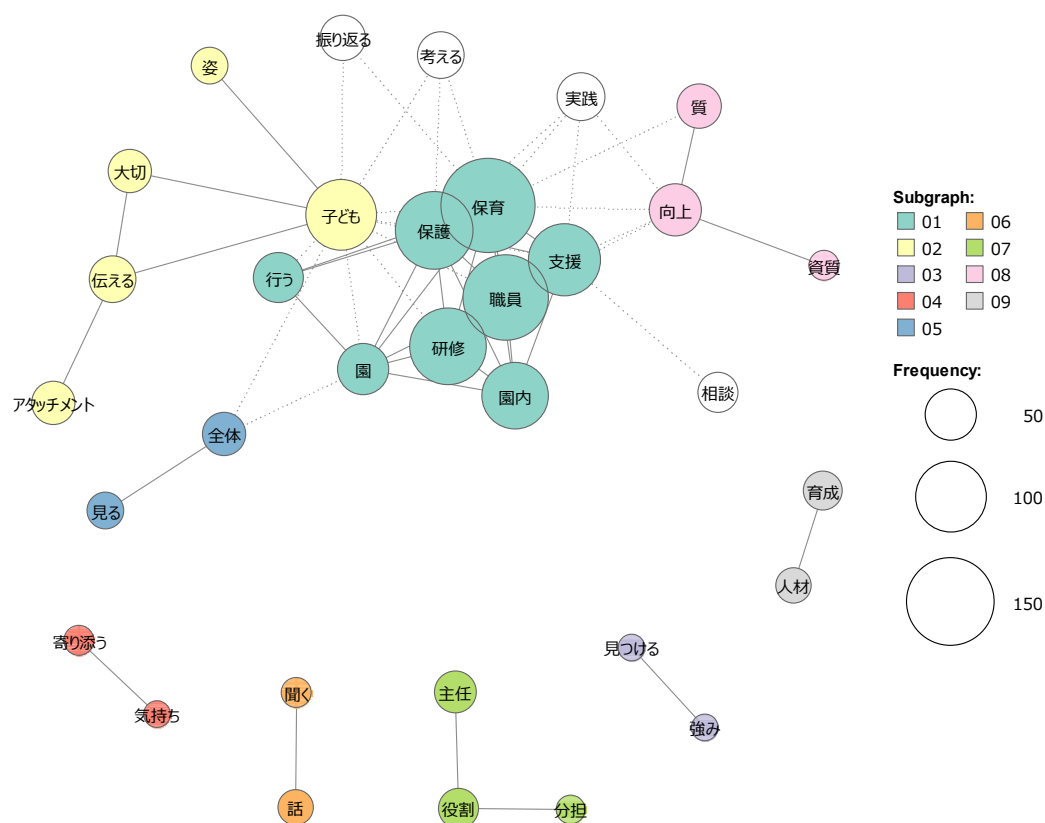 振り返る
考える
姿
実践
質
大切
子ども
保育
保護
向上
支援
資質
伝える
行う
職員
研修
園
園内
相談
アタッチメント
全体
見る
育成
人材
寄り添う
気持ち
見つける
強み
聞く
話
主任
役割
分担
Subgraph:
01 06
02 07
03 08
04 09
05
Frequency:
50
100
150